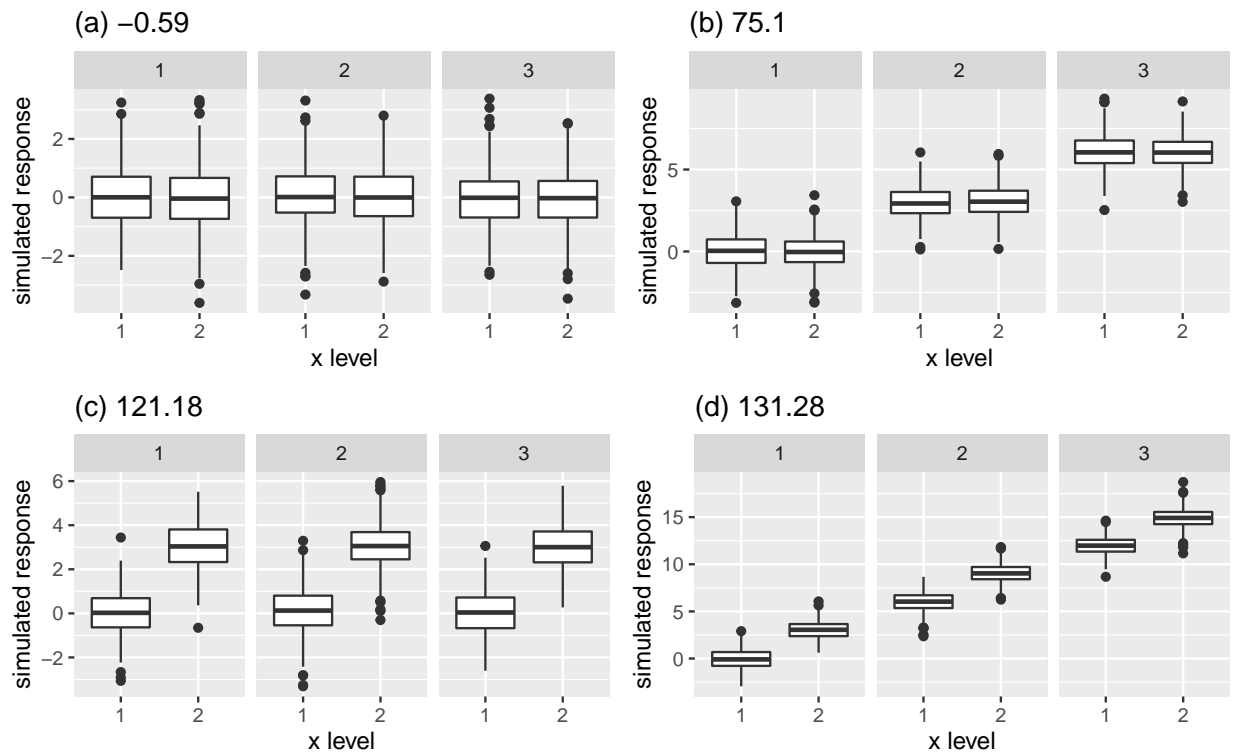 (a) −0.59
1 2 3
simulated response
2
0
−2
1 2 1 2 1 2
x level
(b) 75.1
1 2 3
simulated response
5
0
1 2 1 2 1 2
x level
(c) 121.18
1 2 3
simulated response
6
4
2
0
−2
1 2 1 2 1 2
x level
(d) 131.28
1 2 3
simulated response
15
10
5
0
1 2 1 2 1 2
x level